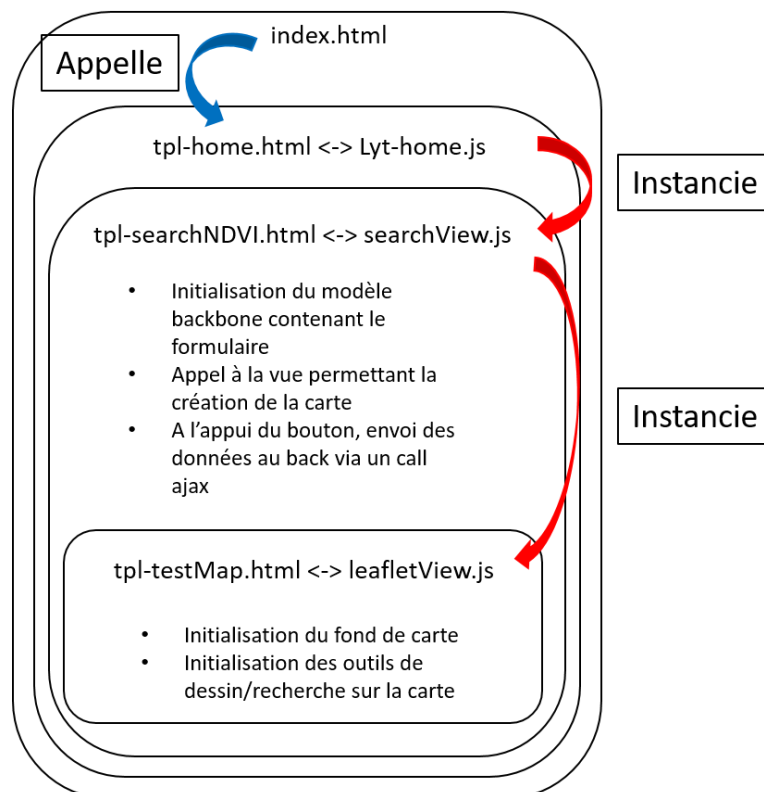 index.html
Appelle
tpl-home.html <-> Lyt-home.js
Instancie
tpl-searchNDVI.html <-> searchView.js
• Initialisation du modèle
backbone contenant le
formulaire
• Appel à la vue permettant la
création de la carte
• A l’appui du bouton, envoi des
données au back via un call
ajax
Instancie
tpl-testMap.html <-> leafletView.js
• Initialisation du fond de carte
• Initialisation des outils de
dessin/recherche sur la carte